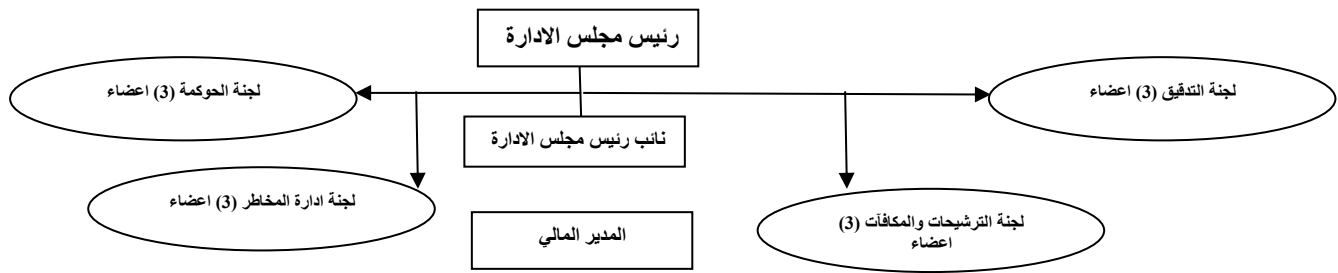 رئيس مجلس الادارة
لجنة التدقيق (3) اعضاء
لجنة الحوكمة (3) اعضاء
نائب رئيس مجلس الادارة
لجنة الترشيحات والمكافآت (3)
اعضاء
لجنة ادارة المخاطر (3) اعضاء
المدير المالي